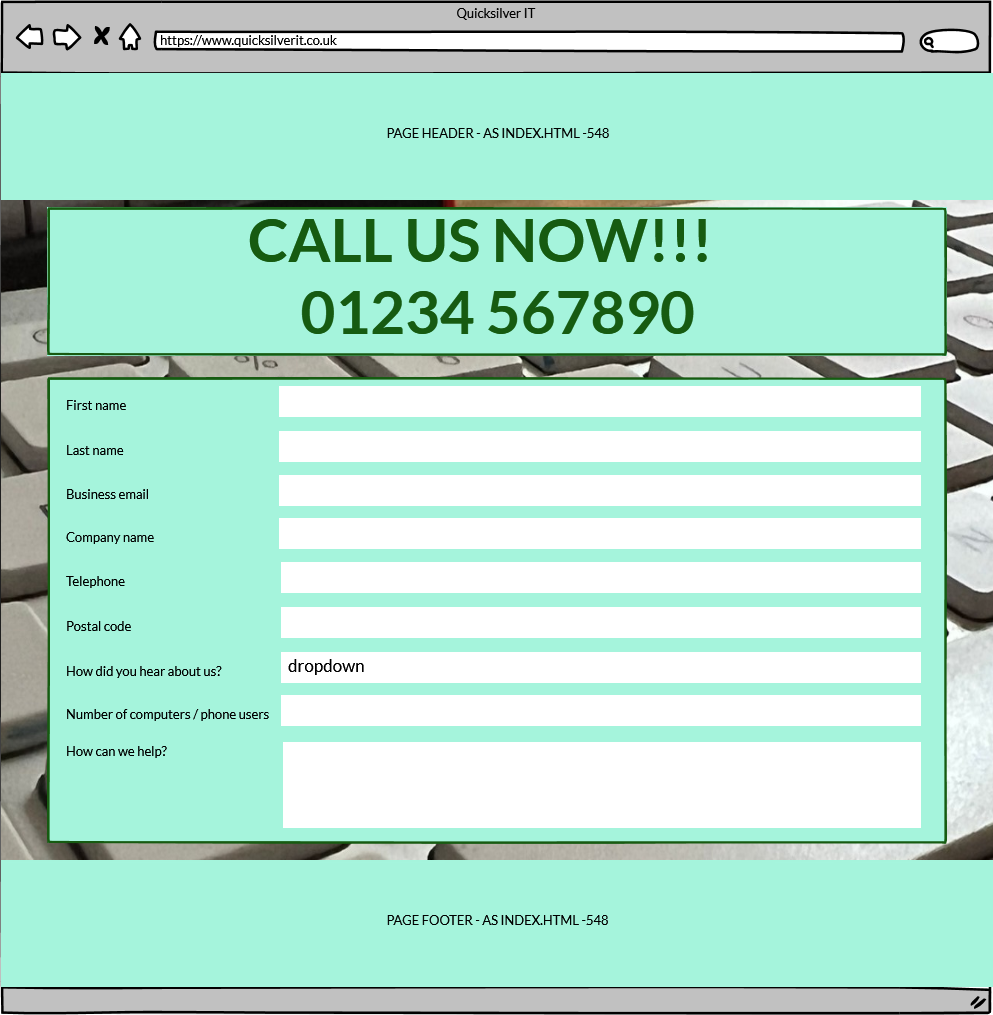 Quicksilver IT
https://www.quicksilverit.co.uk
PAGE HEADER - AS INDEX.HTML -548
CALL US NOW!!!
01234 567890
%
6
U
First name
Last name
Business email
Company name
Telephone
Postal code
How did you hear about us?
dropdown
Number of computers / phone users
How can we help?
N
PAGE FOOTER - AS INDEX.HTML -548